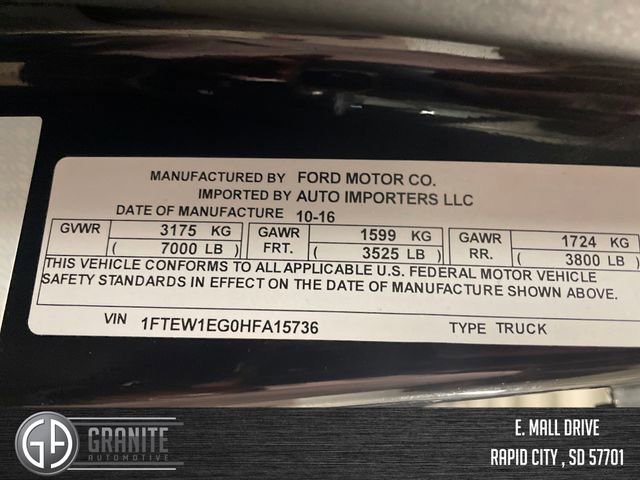 MANUFACTURED BY FORD MOTOR CO.
IMPORTED BY AUTO IMPORTERS LLC
DATE OF MANUFACTURE 10-16
GVWR 3175 KG GAWR 1599 KG GAWR 1724 KG
( 7000 LB ) FRT. ( 3525 LB ) RR. ( 3800 LB )
THIS VEHICLE CONFORMS TO ALL APPLICABLE U.S. FEDERAL MOTOR VEHICLE
SAFETY STANDARDS IN EFFECT ON THE DATE OF MANUFACTURE SHOWN ABOVE.
VIN 1FTEW1EG0HFA15736 TYPE TRUCK
GA GRANITE
AUTOMOTIVE
E. MALL DRIVE
RAPID CITY , SD 57701